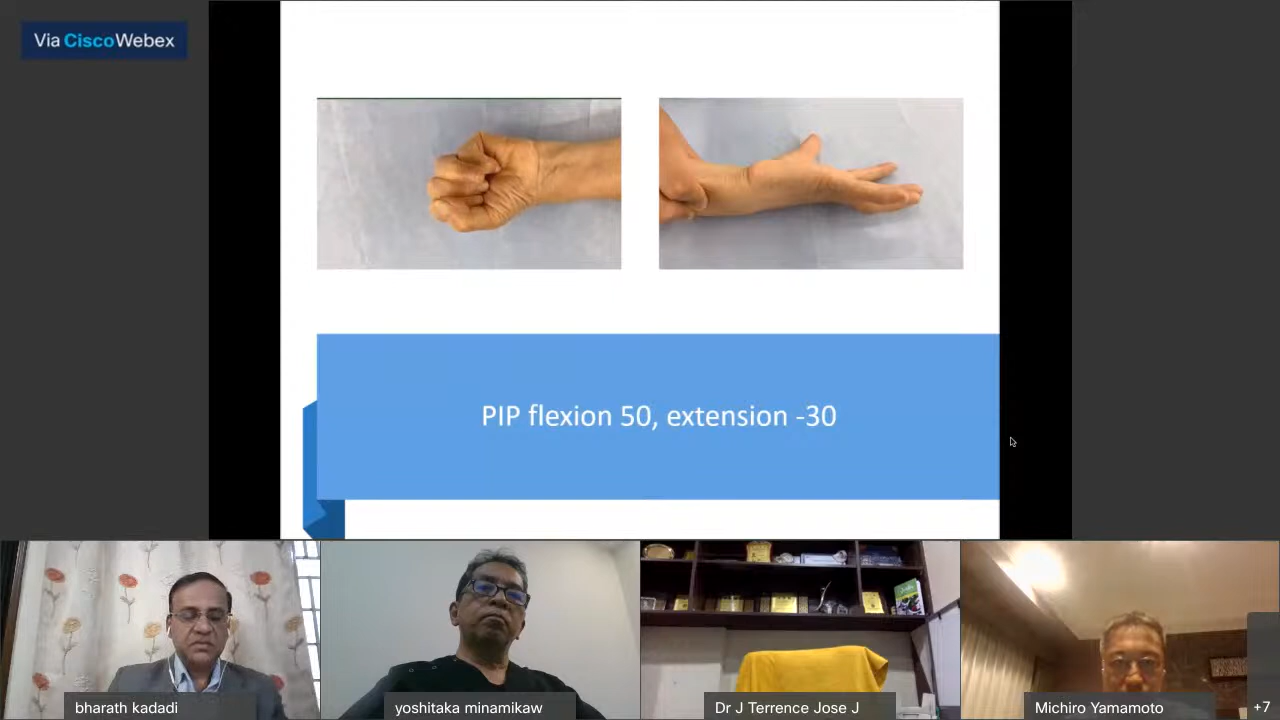 Via CiscoWebex
PIP flexion 50, extension -30
bharath kadadi
yoshitaka minamikaw
Dr J Terrence Jose J
Michiro Yamamoto
+7